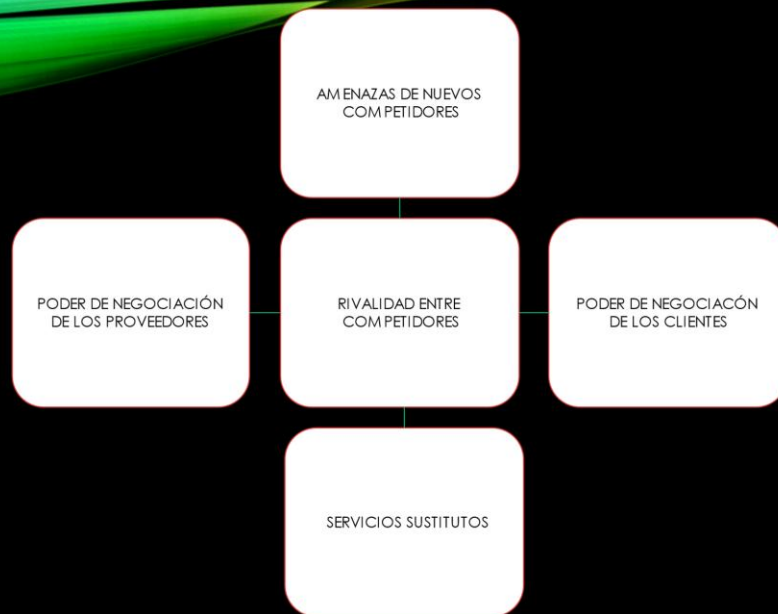 AMENAZAS DE NUEVOS
COMPETIDORES
PODER DE NEGOCIACIÓN
DE LOS PROVEEDORES
RIVALIDAD ENTRE
COMPETIDORES
PODER DE NEGOCIACÓN
DE LOS CLIENTES
SERVICIOS SUSTITUTOS